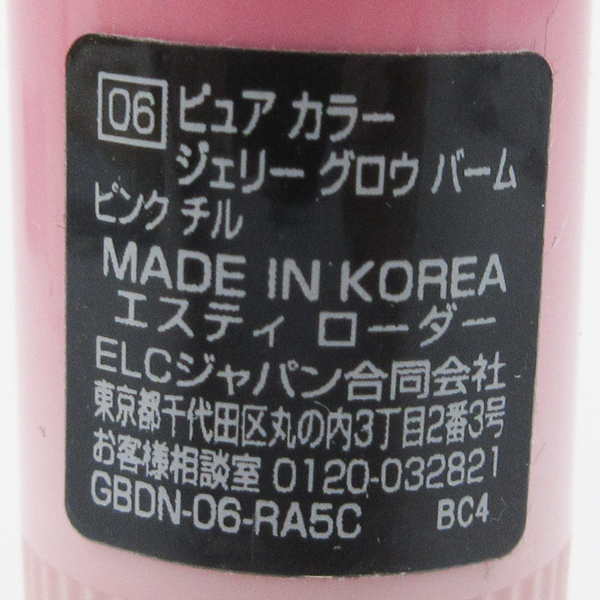 06 ピュア カラー
ジェリー グロウ バーム
ピンク チル
MADE IN KOREA
エスティ ローダー
ELCジャパン合同会社
東京都千代田区丸の内3丁目2番3号
お客様相談室 0120-032821
GBDN-06-RA5C BC4